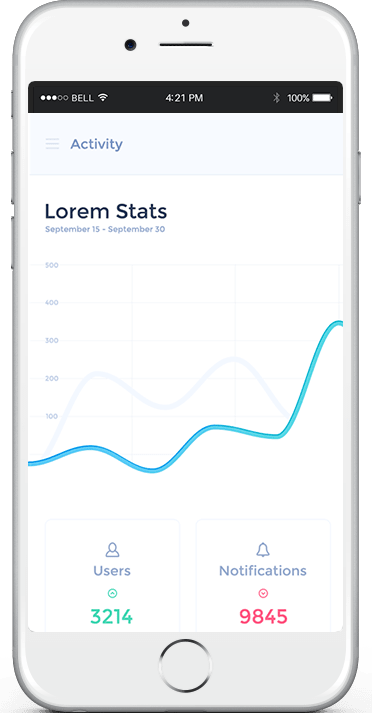 BELL 4:21 PM 100%
Activity
Lorem Stats
September 15 - September 30
500
400
300
200
100
Users Notifications
3214 9845